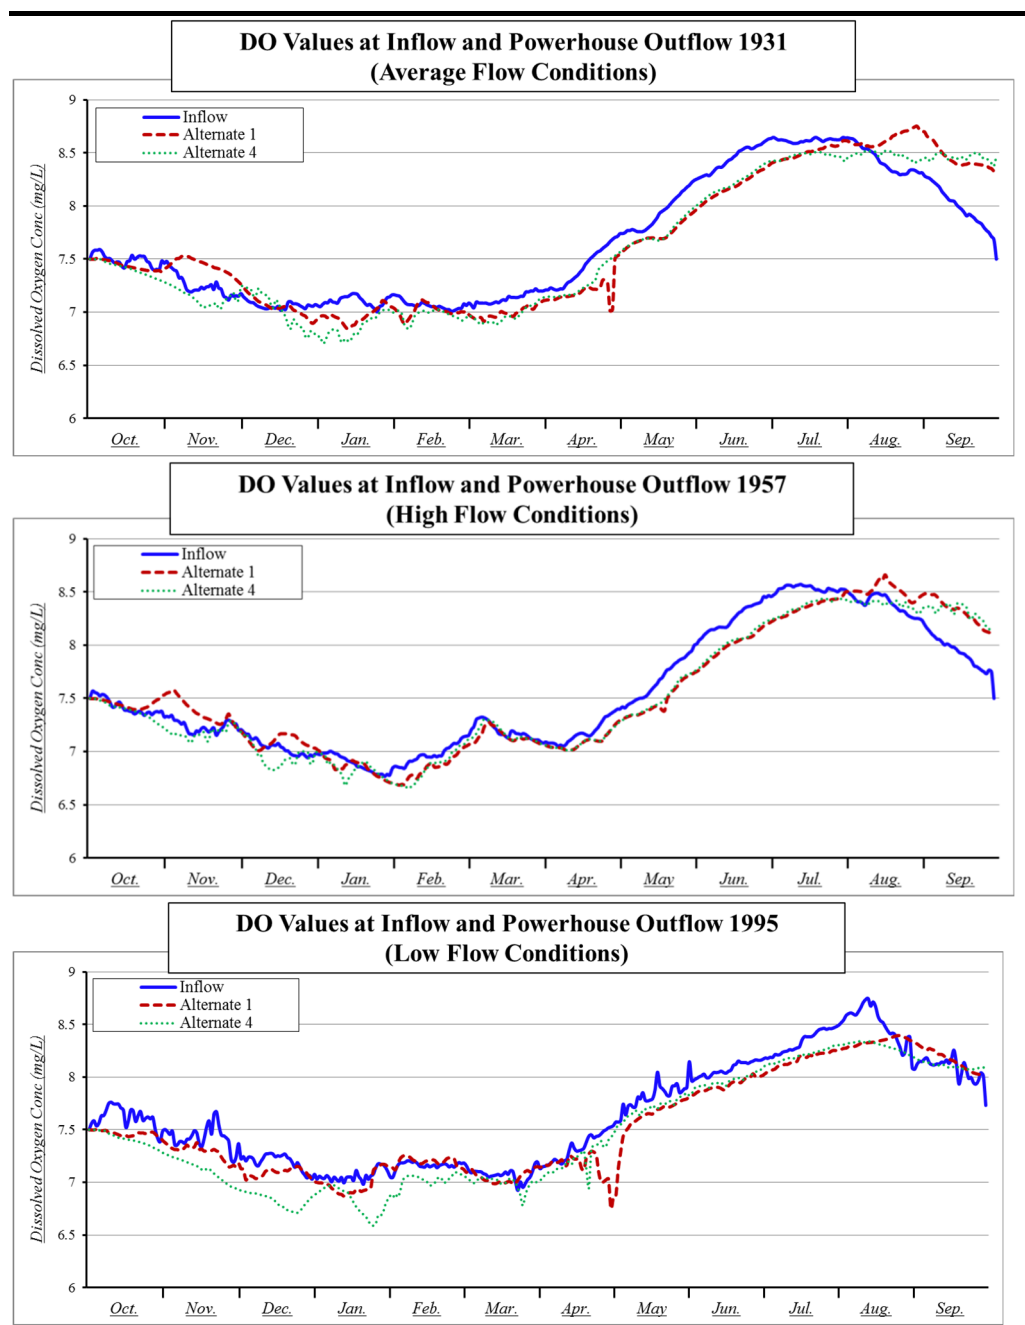 DO Values at Inflow and Powerhouse Outflow 1931
(Average Flow Conditions)
Dissolved Oxygen Conc (mg/L)
9
8.5
8
7.5
7
6.5
6
Inflow
Alternate 1
Alternate 4
Oct. Nov. Dec. Jan. Feb. Mar. Apr. May Jun. Jul. Aug. Sep.
DO Values at Inflow and Powerhouse Outflow 1957
(High Flow Conditions)
Dissolved Oxygen Conc (mg/L)
9
8.5
8
7.5
7
6.5
6
Inflow
Alternate 1
Alternate 4
Oct. Nov. Dec. Jan. Feb. Mar. Apr. May Jun. Jul. Aug. Sep.
DO Values at Inflow and Powerhouse Outflow 1995
(Low Flow Conditions)
Dissolved Oxygen Conc (mg/L)
9
8.5
8
7.5
7
6.5
6
Inflow
Alternate 1
Alternate 4
Oct. Nov. Dec. Jan. Feb. Mar. Apr. May Jun. Jul. Aug. Sep.